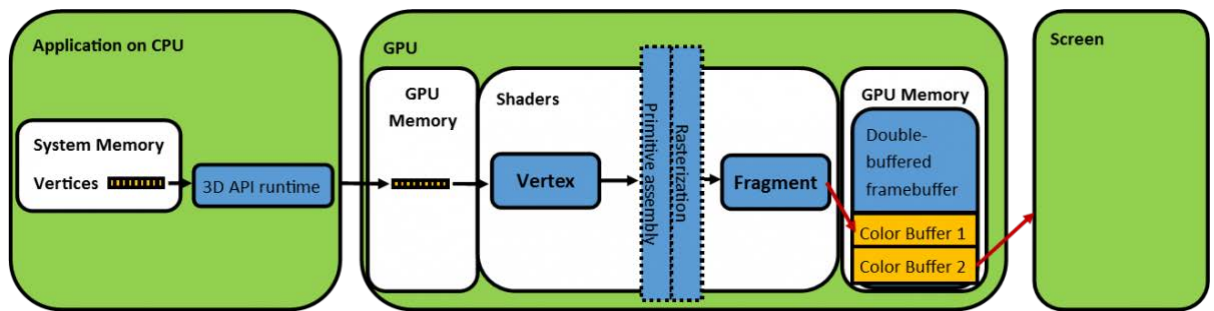 Application on CPU
System Memory
Vertices
3D API runtime
GPU
GPU
Memory
Shaders
Vertex
Primitive assembly
Rasterization
Fragment
GPU Memory
Double-
buffered
framebuffer
Color Buffer 1
Color Buffer 2
Screen